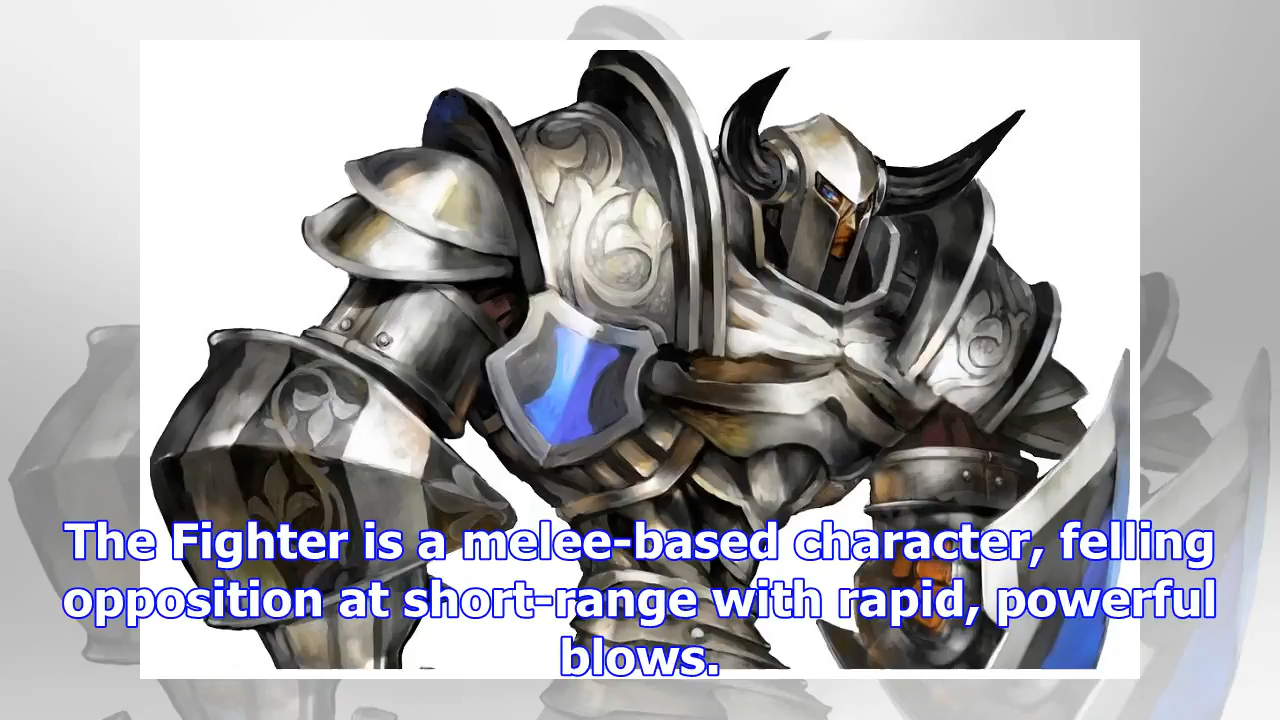 The Fighter is a melee-based character, felling
opposition at short-range with rapid, powerful
blows.